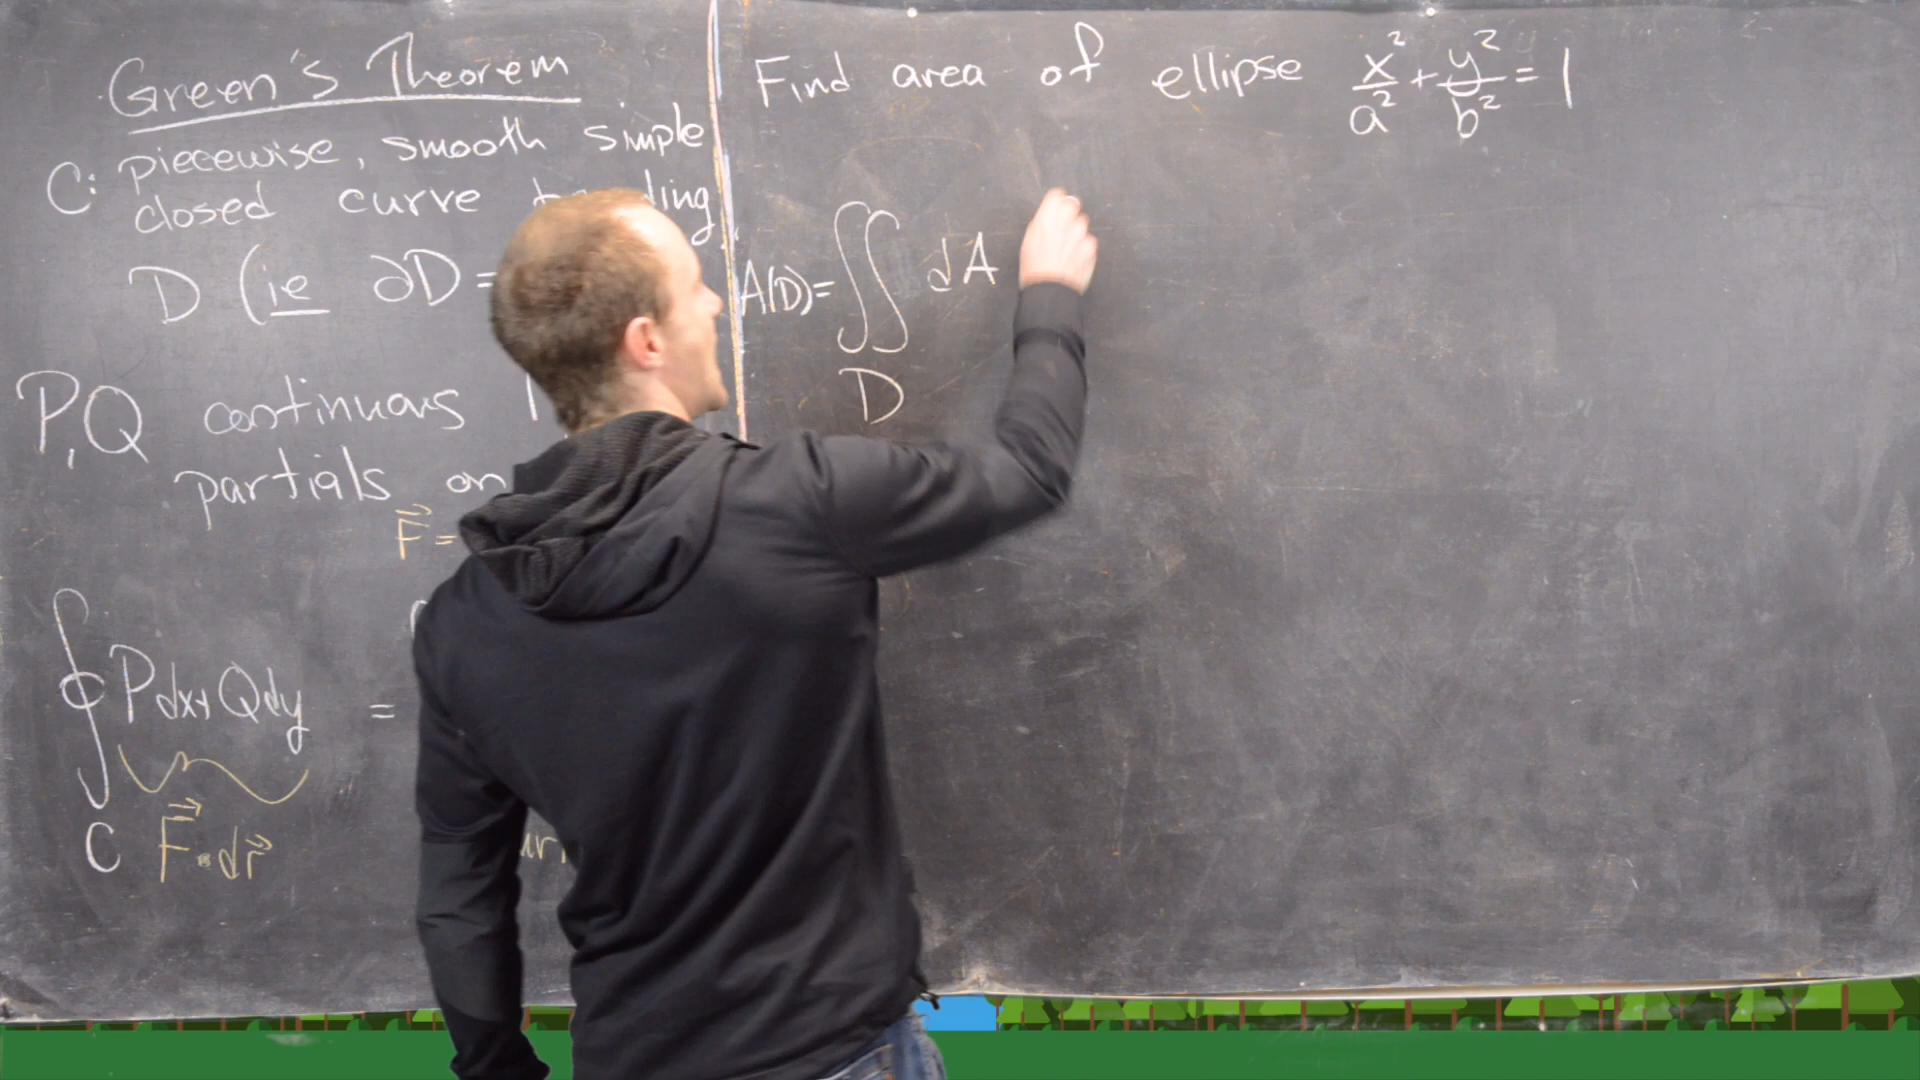 Green's Theorem
C: piecewise, smooth simple
closed curve
D (ie ∂D =
P,Q continuous
partials on
F⃗ =
∮ Pdx+Qdy =
C F⃗·dr⃗
Find area of ellipse x²/a² + y²/b² = 1
A(D)= ∬ dA
D